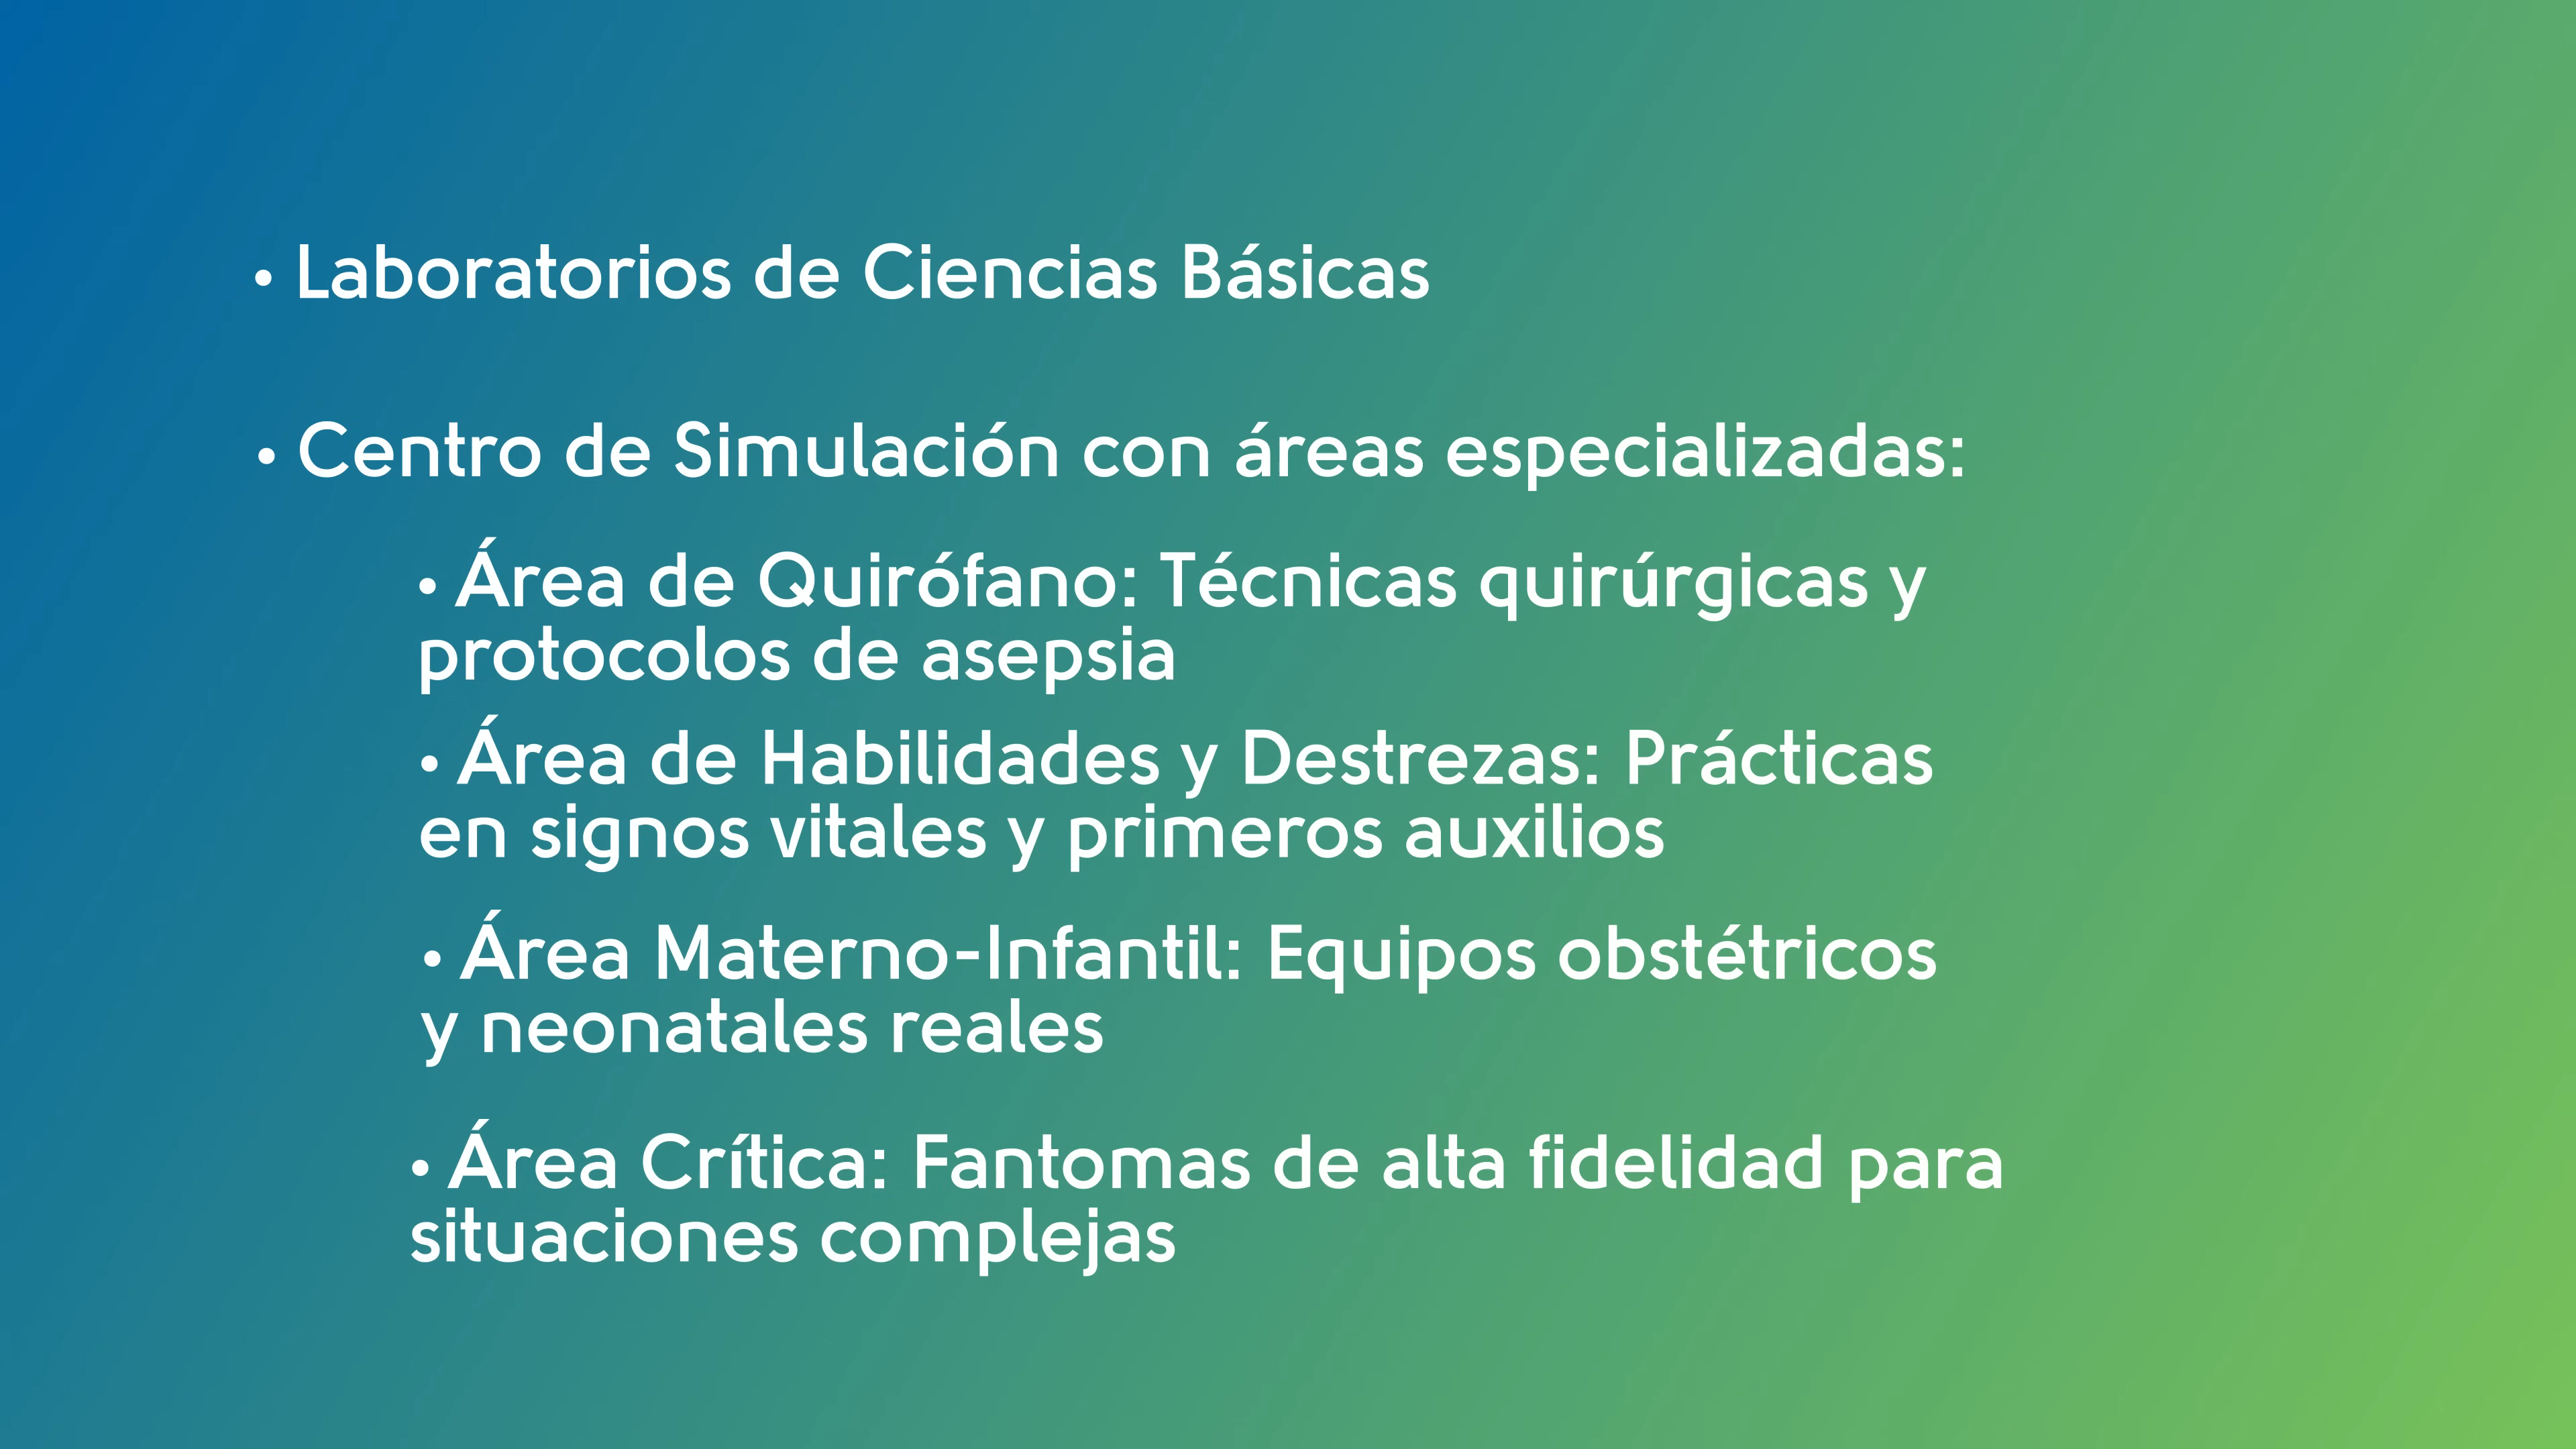 • Laboratorios de Ciencias Básicas
• Centro de Simulación con áreas especializadas:
• Área de Quirófano: Técnicas quirúrgicas y
protocolos de asepsia
• Área de Habilidades y Destrezas: Prácticas
en signos vitales y primeros auxilios
• Área Materno-Infantil: Equipos obstétricos
y neonatales reales
• Área Crítica: Fantomas de alta fidelidad para
situaciones complejas